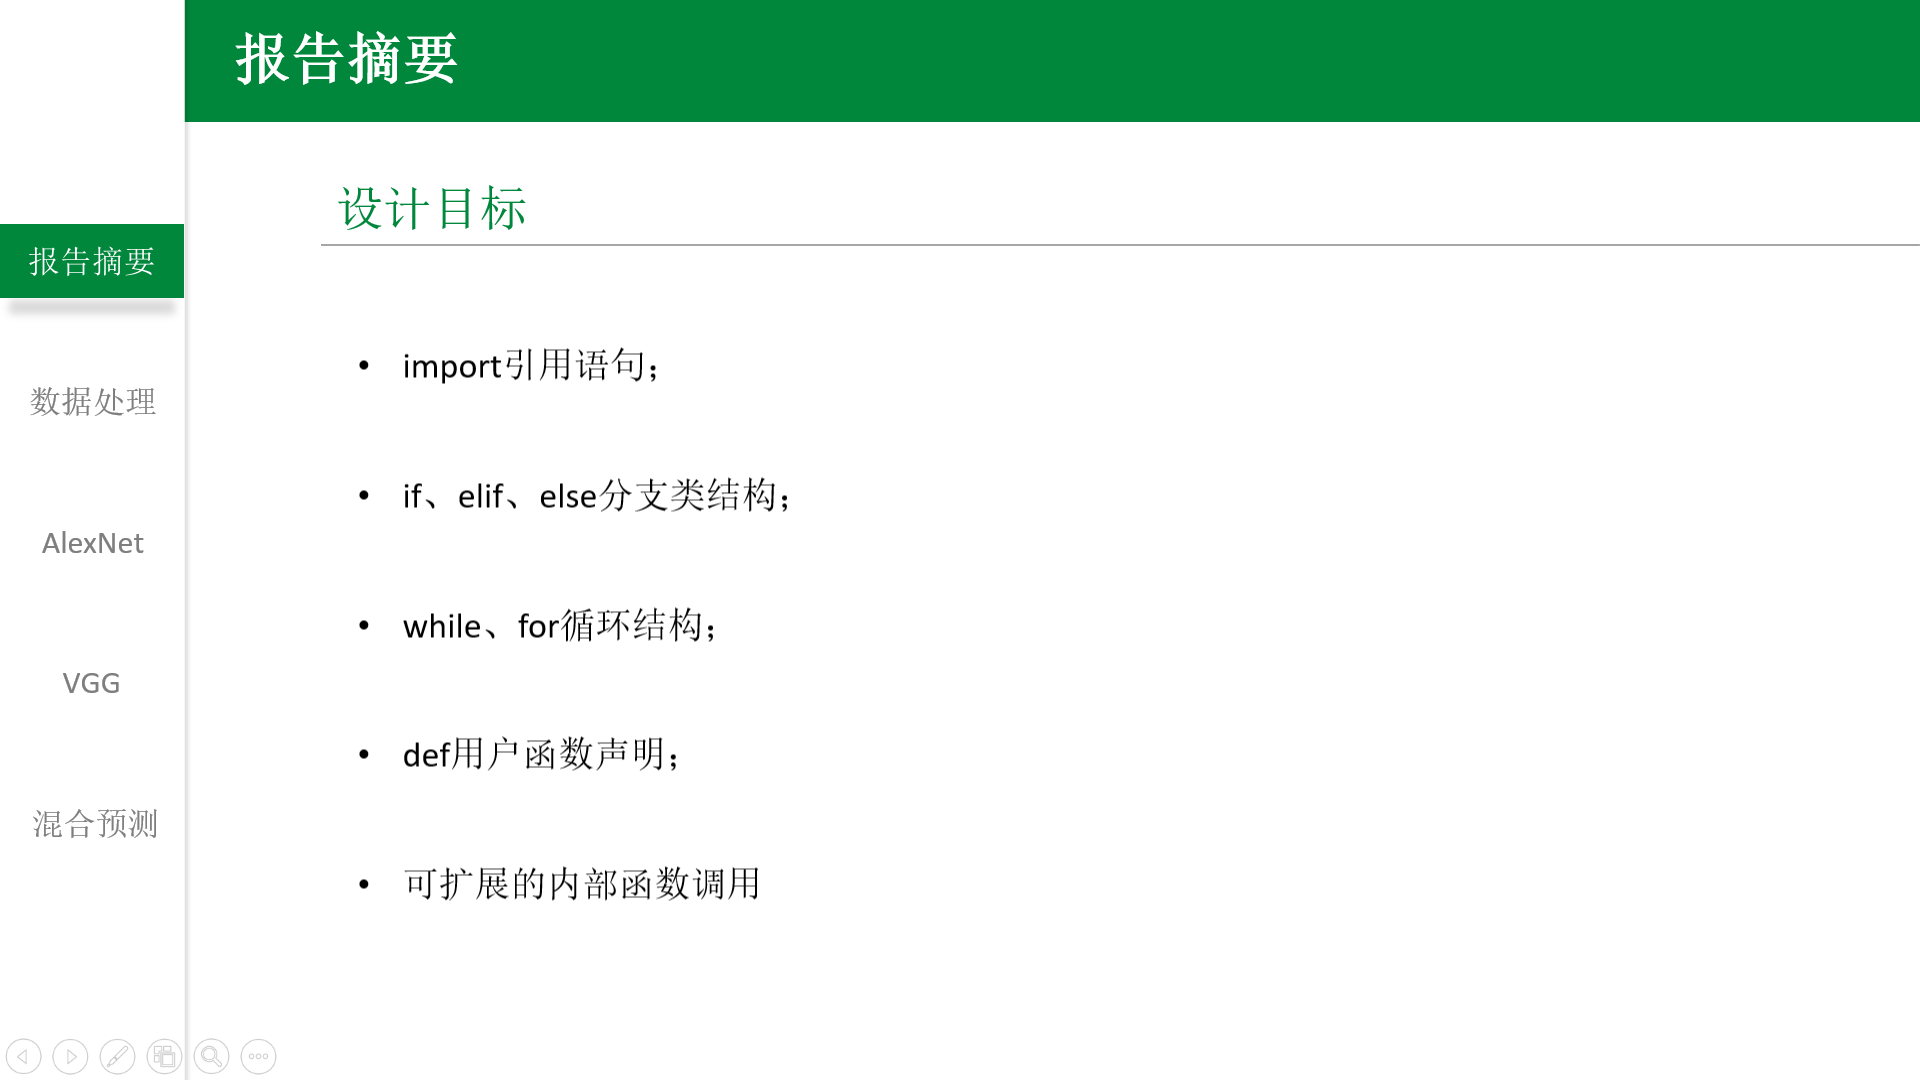 报告摘要
报告摘要
数据处理
AlexNet
VGG
混合预测
设计目标
• import引用语句；
• if、elif、else分支类结构；
• while、for循环结构；
• def用户函数声明；
• 可扩展的内部函数调用